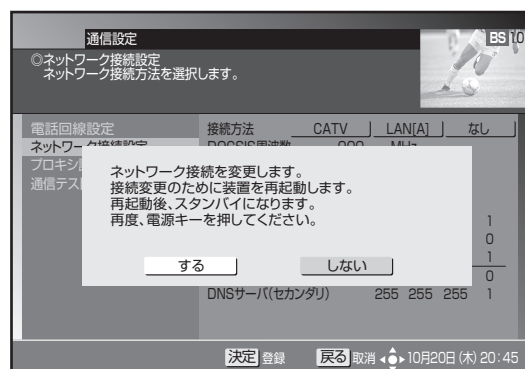 通信設定
BS 10
◎ネットワーク接続設定
ネットワーク接続方法を選択します。
電話回線設定
接続方法 CATV LAN[A] なし
ネットワーク接続設定
DOCSIS周波数 000 MHz
プロキシ
通信テス
ネットワーク接続を変更します。
接続変更のために装置を再起動します。
再起動後、スタンバイになります。
再度、電源キーを押してください。
1
0
1
0
する しない
DNSサーバ(セカンダリ) 255 255 255 1
決定 登録 戻る 取消 10月20日(木) 20:45